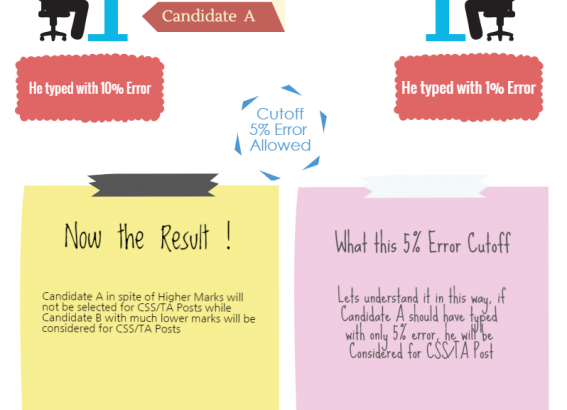 Candidate A
He typed with 10% Error
He typed with 1% Error
Cutoff
5% Error
Allowed
Now the Result !
Candidate A in spite of Higher Marks will
not be selected for CSS/TA Posts while
Candidate B with much lower marks will be
considered for CSS/TA Posts
What this 5% Error Cutoff
Lets understand it in this way, if
Candidate A should have typed
with only 5% error, he will be
Considered for CSS/TA Post